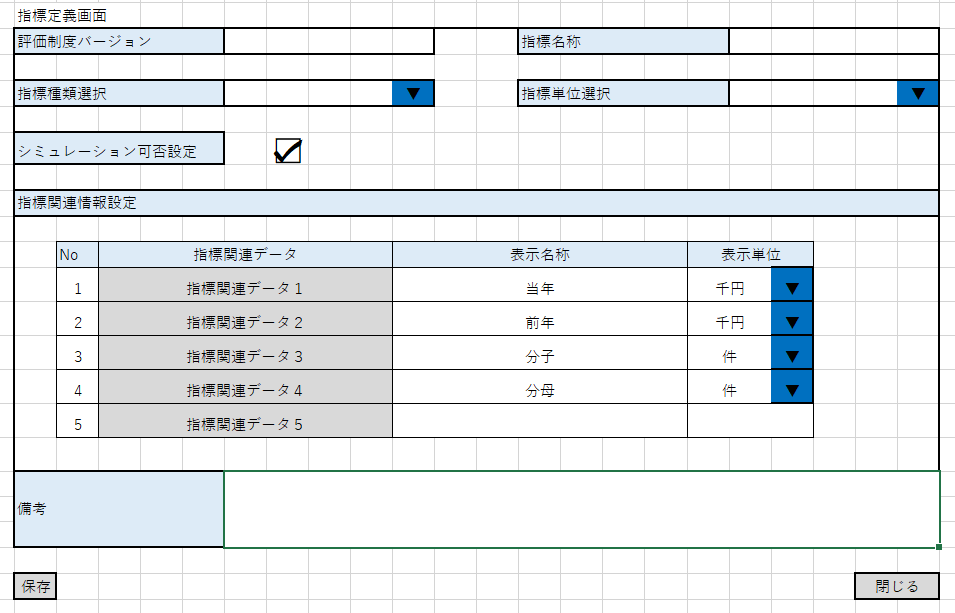 指標定義画面
評価制度バージョン 指標名称
指標種類選択 ▼ 指標単位選択 ▼
シミュレーション可否設定
指標関連情報設定
No 指標関連データ 表示名称 表示単位
1 指標関連データ１ 当年 千円 ▼
2 指標関連データ２ 前年 千円 ▼
3 指標関連データ３ 分子 件 ▼
4 指標関連データ４ 分母 件 ▼
5 指標関連データ５
備考
保存 閉じる